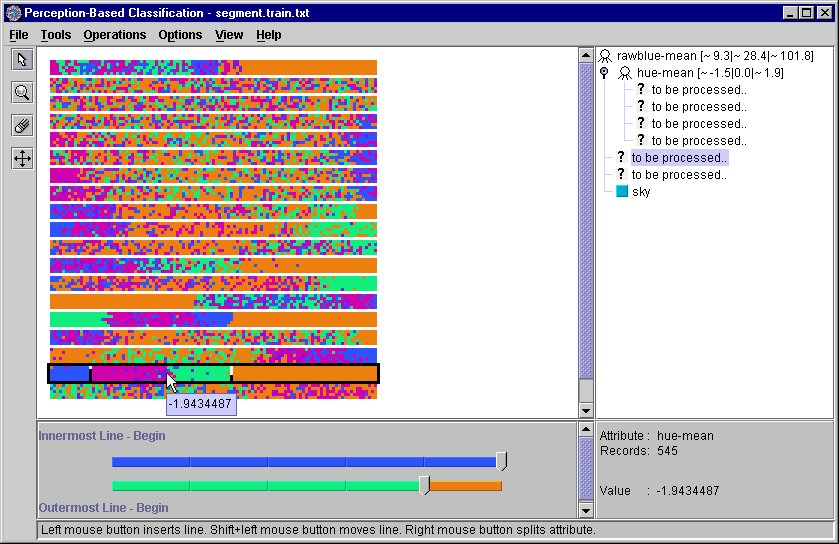 Perception-Based Classification - segment.train.txt
File Tools Operations Options View Help
rawblue-mean [~ 9.3|~ 28.4|~ 101.8]
hue-mean [~ -1.5|0.0|~ 1.9]
? to be processed..
? to be processed..
? to be processed..
? to be processed..
? to be processed..
? to be processed..
sky
-1.9434487
Innermost Line - Begin
Outermost Line - Begin
Attribute : hue-mean
Records: 545
Value : -1.9434487
Left mouse button inserts line. Shift+left mouse button moves line. Right mouse button splits attribute.